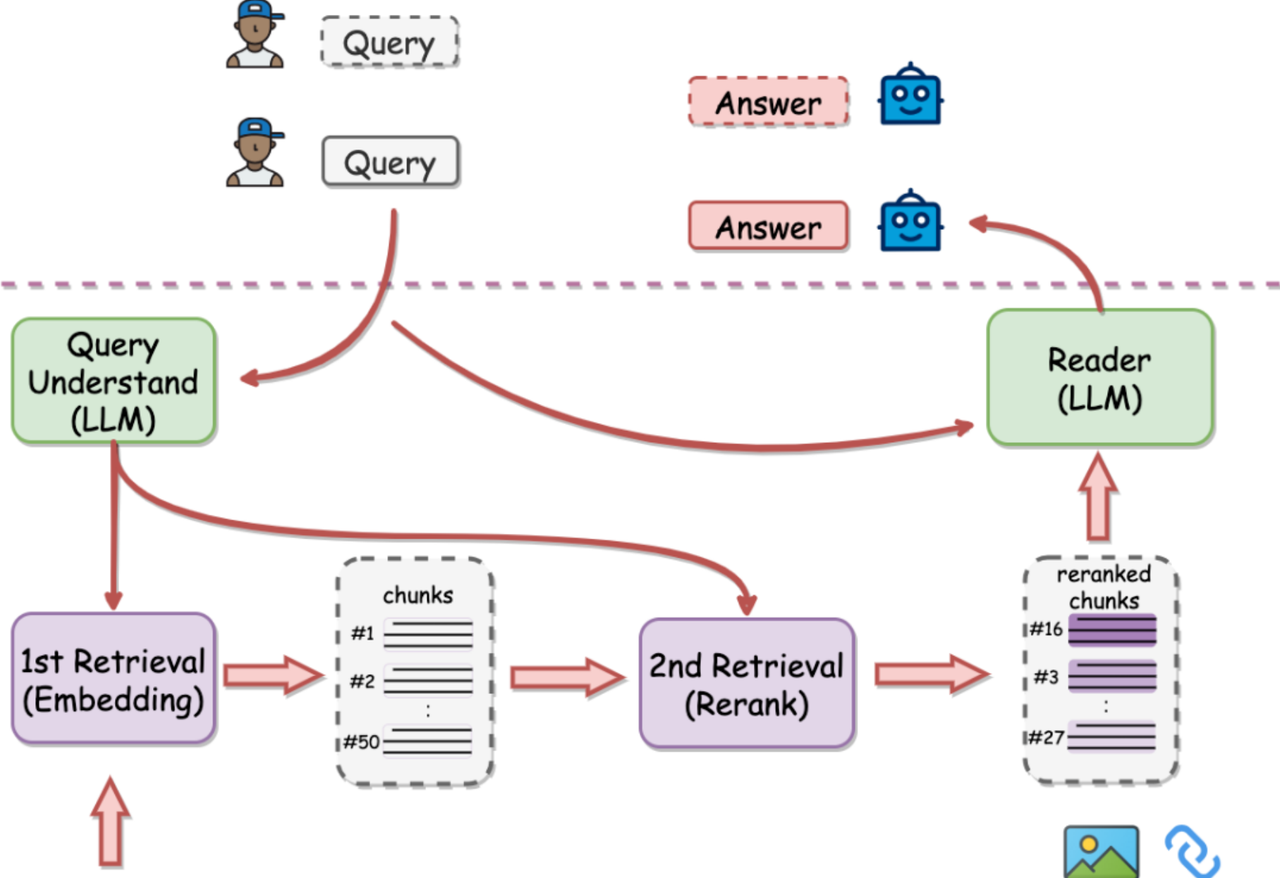 Query
Answer
Query
Answer
Query
Understand
(LLM)
Reader
(LLM)
1st Retrieval
(Embedding)
chunks
#1
#2
:
#50
2nd Retrieval
(Rerank)
reranked
chunks
#16
#3
:
#27